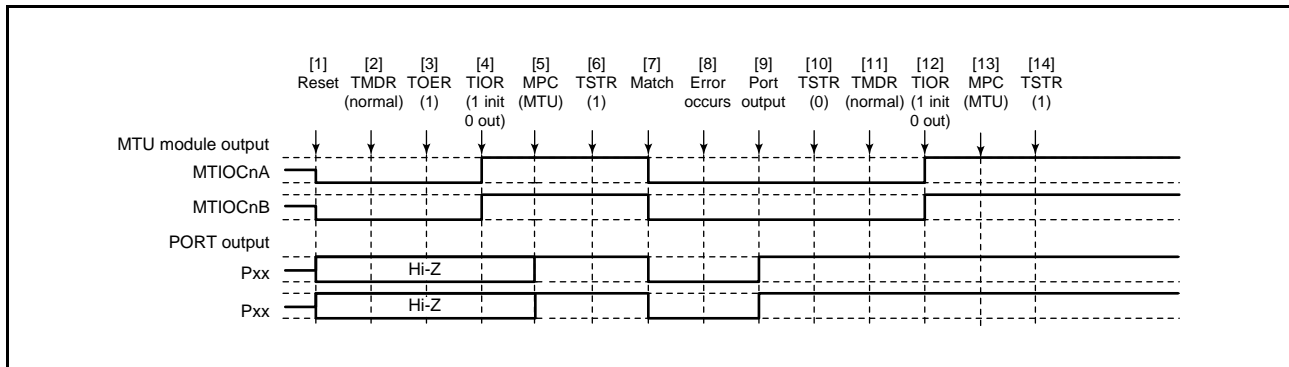 [1] [2] [3] [4] [5] [6] [7] [8] [9] [10] [11] [12] [13] [14]
Reset TMDR TOER TIOR MPC TSTR Match Error Port TSTR TMDR TIOR MPC TSTR
(normal) (1) (1 init (MTU) (1) occurs output (0) (normal) (1 init (MTU) (1)
0 out) 0 out)
MTU module output
MTIOCnA
MTIOCnB
PORT output
Pxx Hi-Z
Pxx Hi-Z